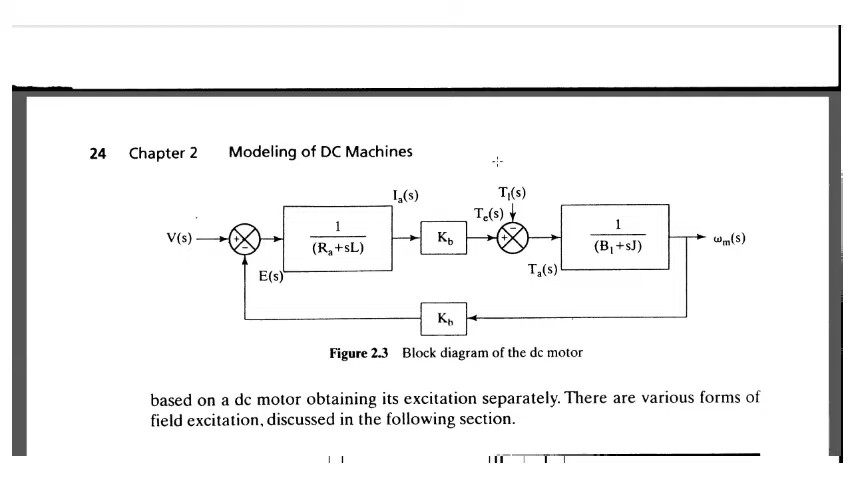 24 Chapter 2 Modeling of DC Machines
Iₐ(s)
Tₗ(s)
Tₑ(s)
V(s)
+
−
1
(Rₐ+sL)
K_b
+
−
1
(B₁+sJ)
ωₘ(s)
E(s)
Tₐ(s)
K_b
Figure 2.3 Block diagram of the dc motor
based on a dc motor obtaining its excitation separately. There are various forms of
field excitation, discussed in the following section.